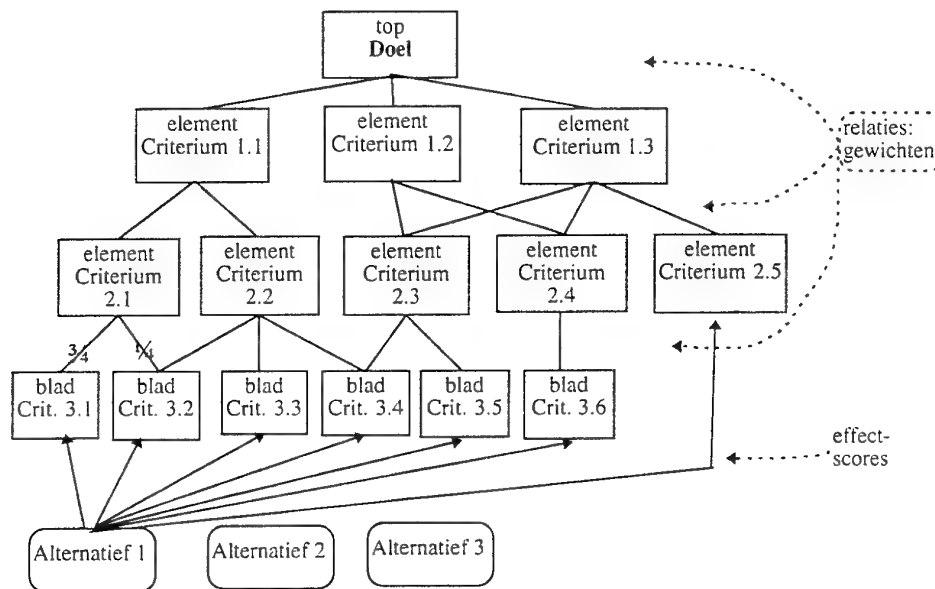 top
Doel
element
Criterium 1.1
element
Criterium 1.2
element
Criterium 1.3
relaties:
gewichten
element
Criterium
2.1
element
Criterium
2.2
element
Criterium
2.3
element
Criterium
2.4
element
Criterium 2.5
3/4
1/4
blad
Crit. 3.1
blad
Crit. 3.2
blad
Crit. 3.3
blad
Crit. 3.4
blad
Crit. 3.5
blad
Crit. 3.6
effect-
scores
Alternatief 1
Alternatief 2
Alternatief 3